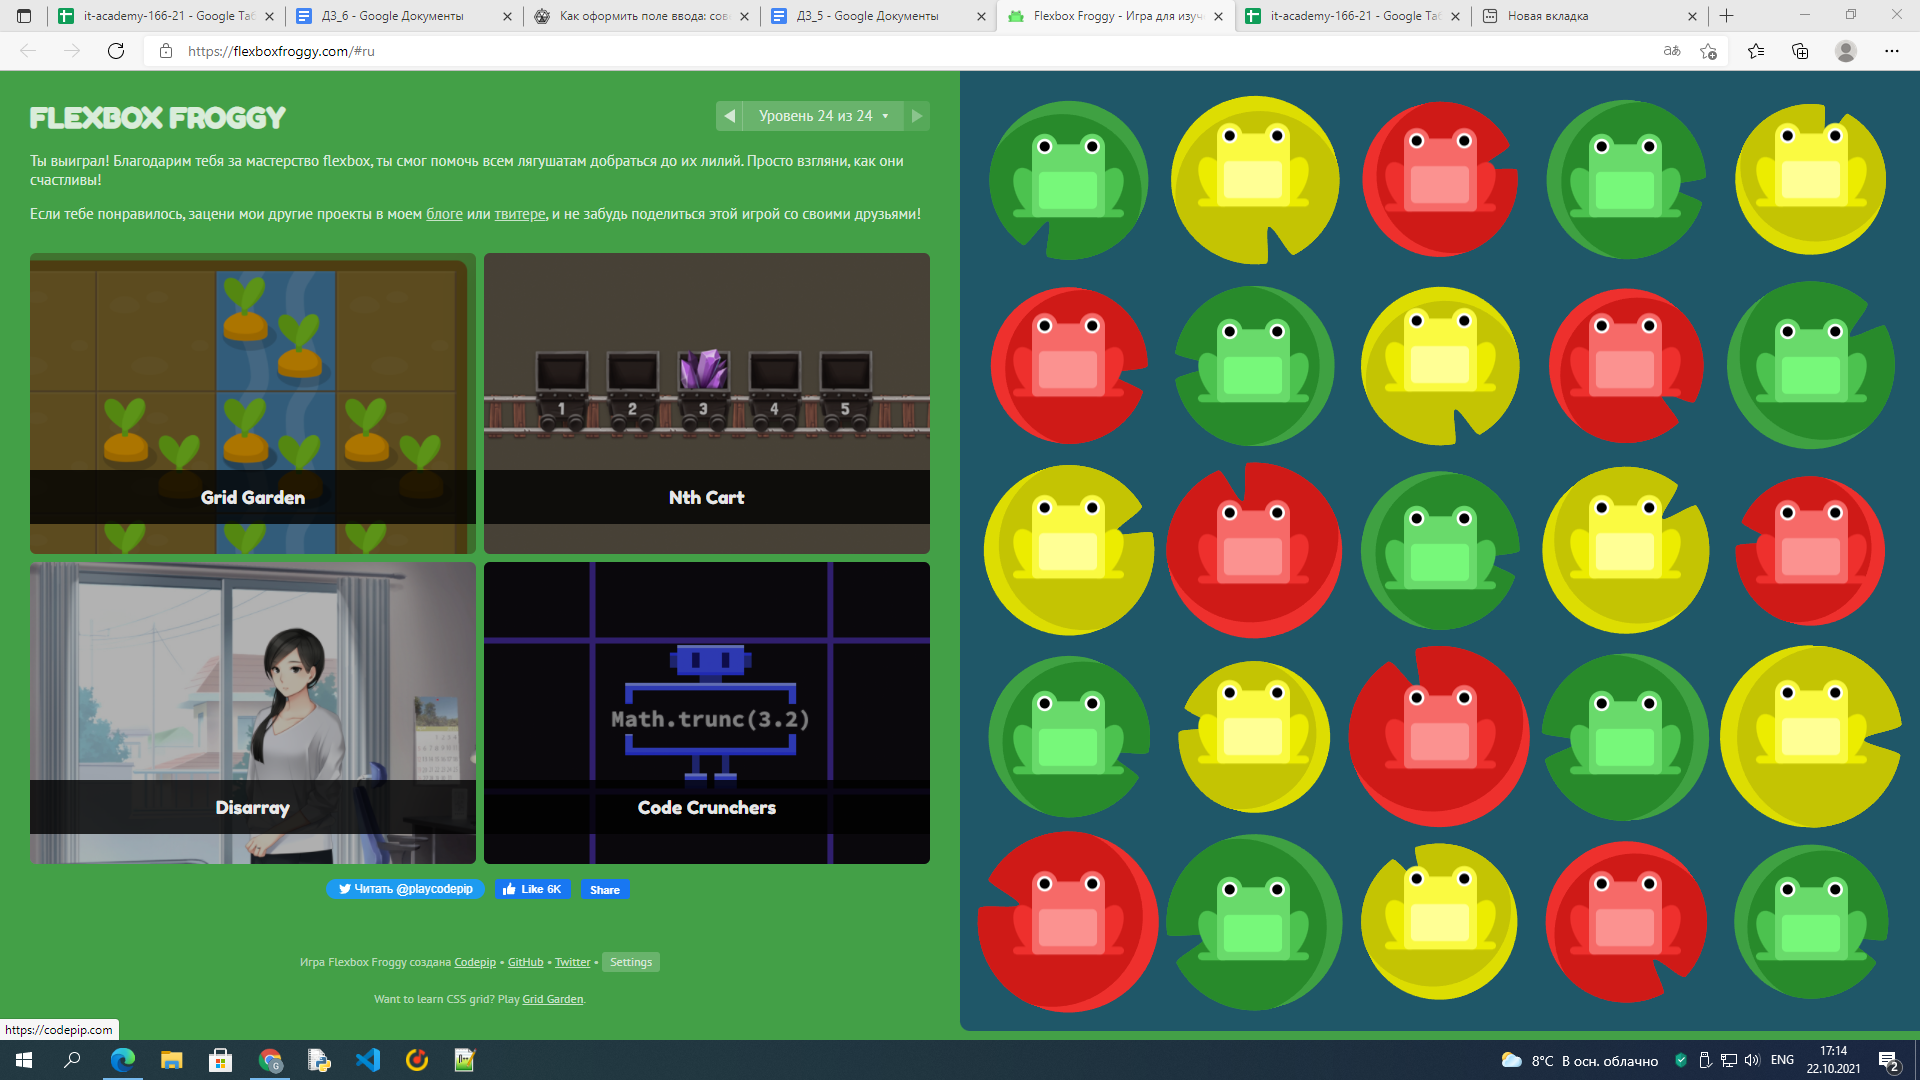 it-academy-166-21 - Google Таб
ДЗ_6 - Google Документы
Как оформить поле ввода: сов
ДЗ_5 - Google Документы
Flexbox Froggy - Игра для изуч
it-academy-166-21 - Google Таб
Новая вкладка
https://flexboxfroggy.com/#ru
FLEXBOX FROGGY
Уровень 24 из 24
Ты выиграл! Благодарим тебя за мастерство flexbox, ты смог помочь всем лягушатам добраться до их лилий. Просто взгляни, как они
счастливы!
Если тебе понравилось, зацени мои другие проекты в моем блоге или твитере, и не забудь поделиться этой игрой со своими друзьями!
Grid Garden
1 2 3 4 5
Nth Cart
Disarray
Math.trunc(3.2)
Code Crunchers
Читать @playcodepip
Like 6K
Share
Игра Flexbox Froggy создана Codepip • GitHub • Twitter • Settings
Want to learn CSS grid? Play Grid Garden.
https://codepip.com
8°C В осн. облачно
ENG
17:14
22.10.2021
2